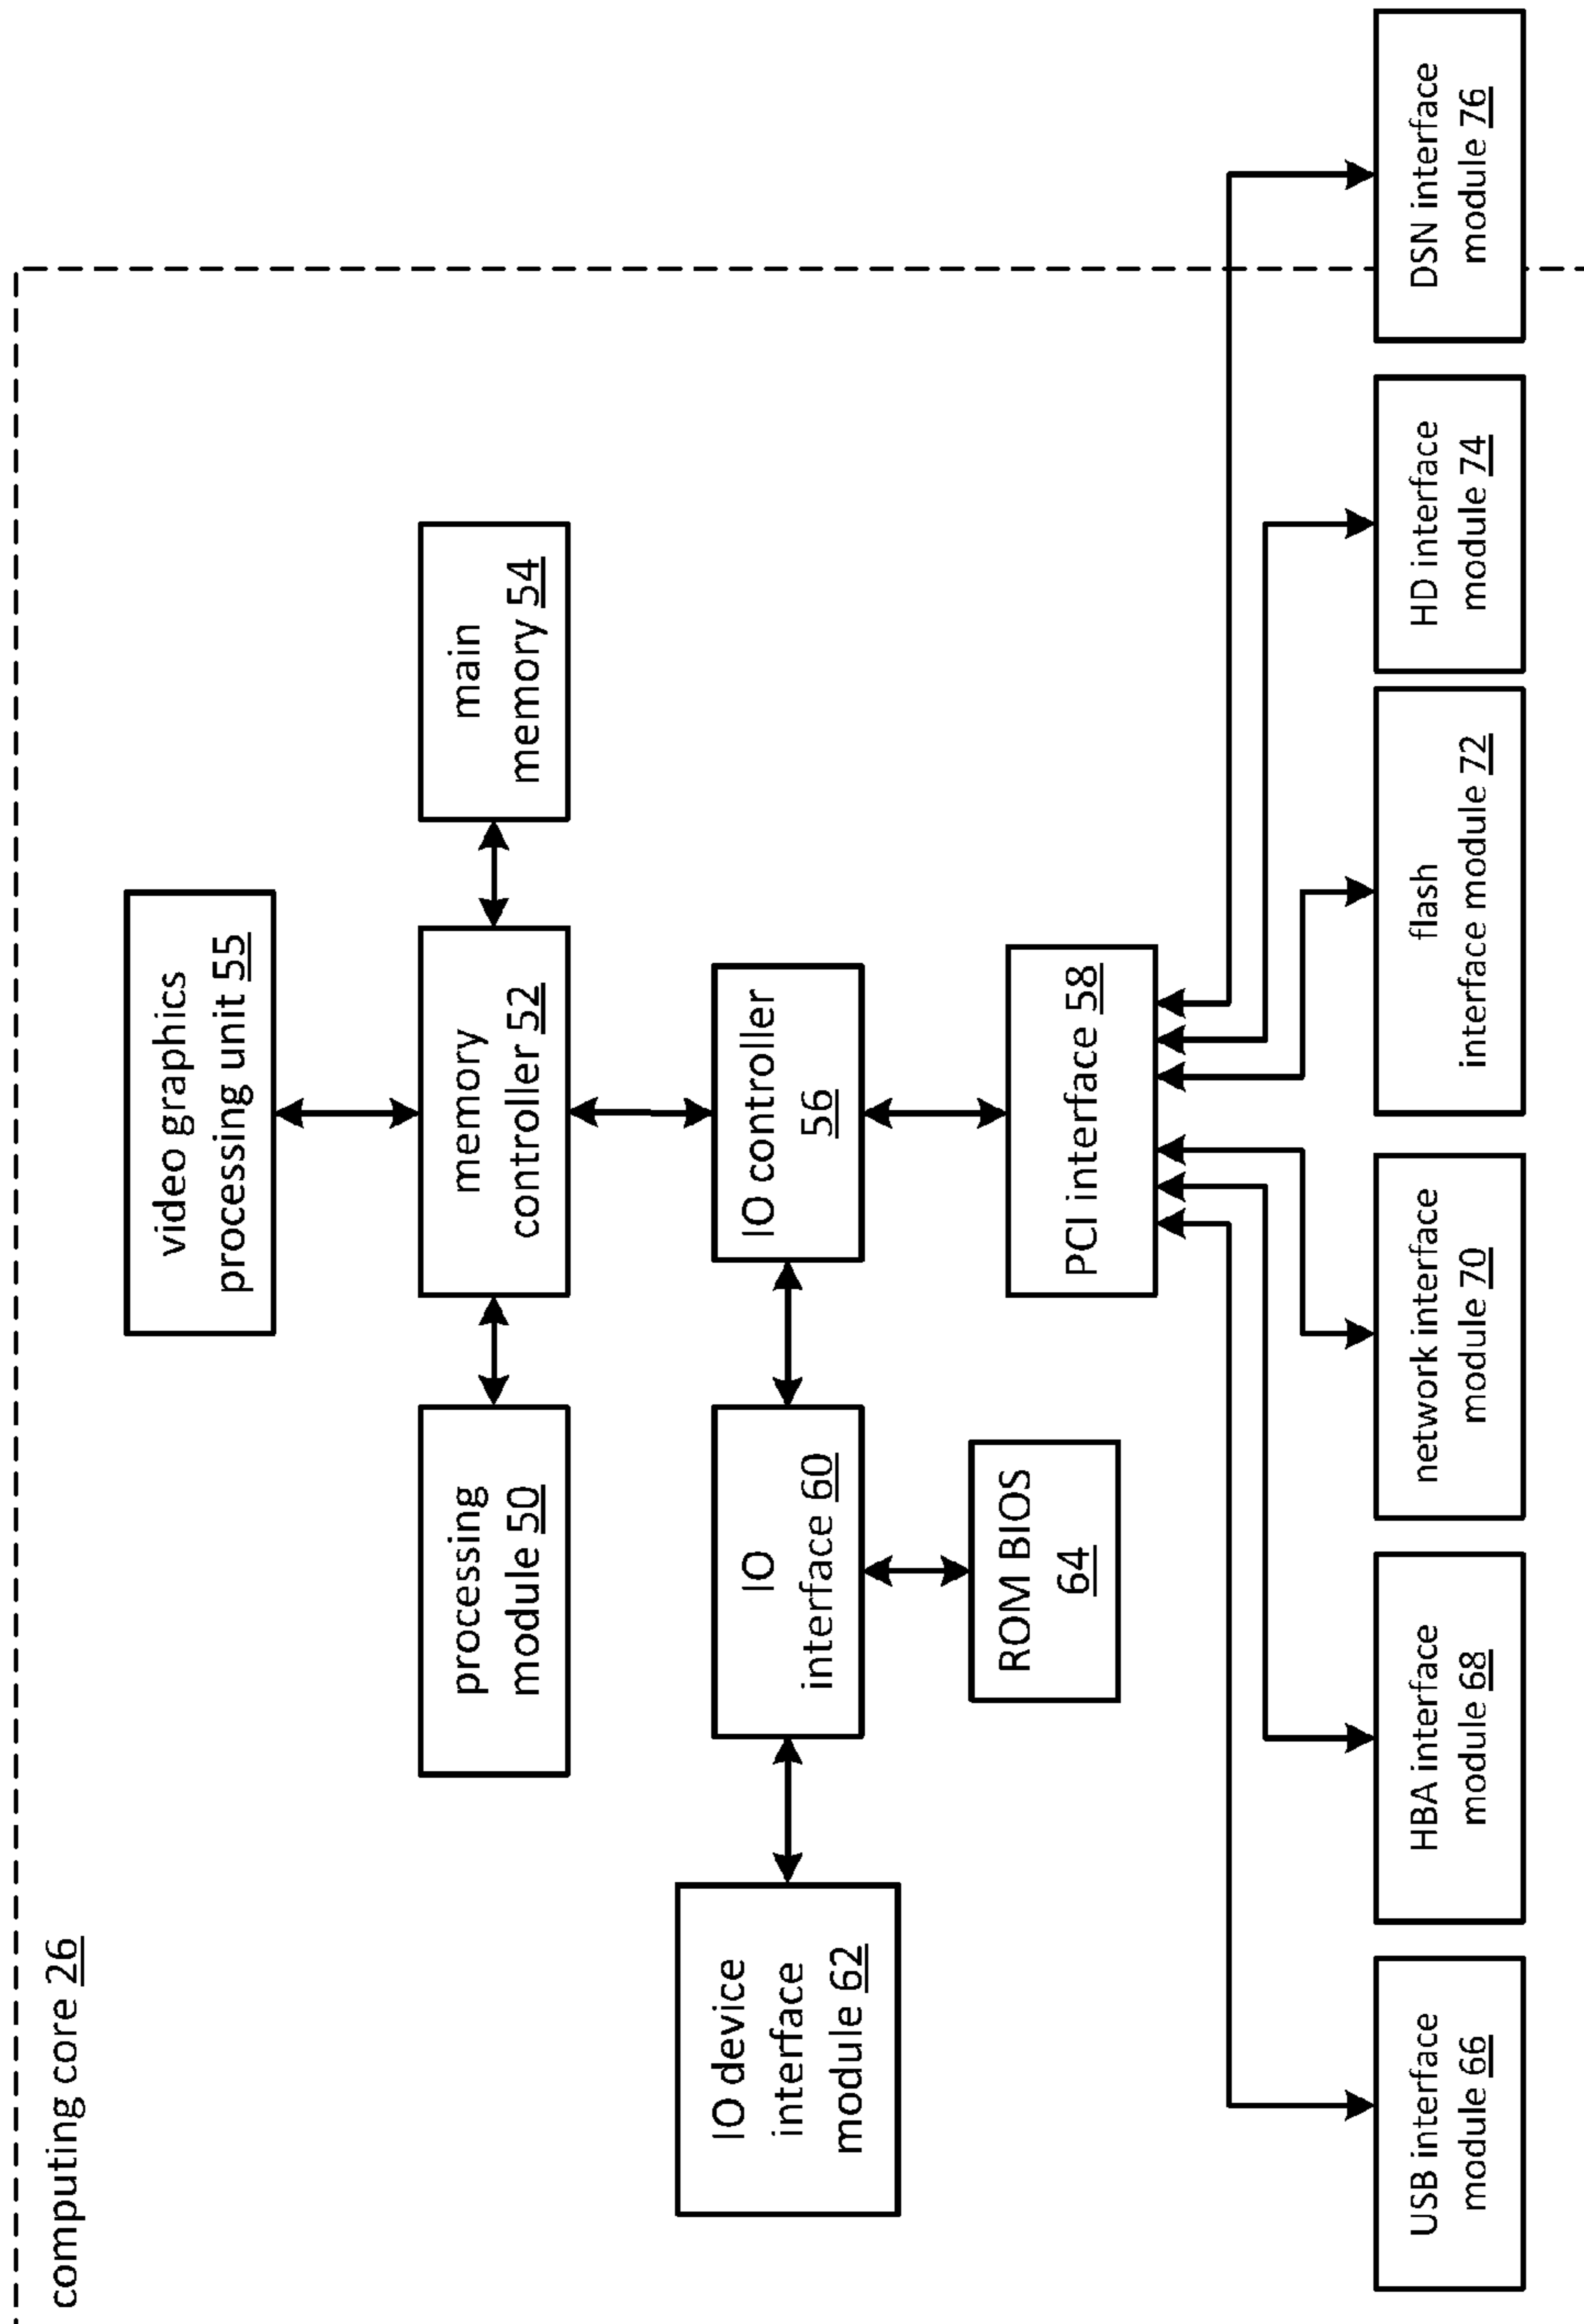 computing core 26
video graphics
processing unit 55
processing
module 50
memory
controller 52
main
memory 54
IO device
interface
module 62
IO
interface 60
IO controller
56
ROM BIOS
64
PCI interface 58
USB interface
module 66
HBA interface
module 68
network interface
module 70
flash
interface module 72
HD interface
module 74
DSN interface
module 76